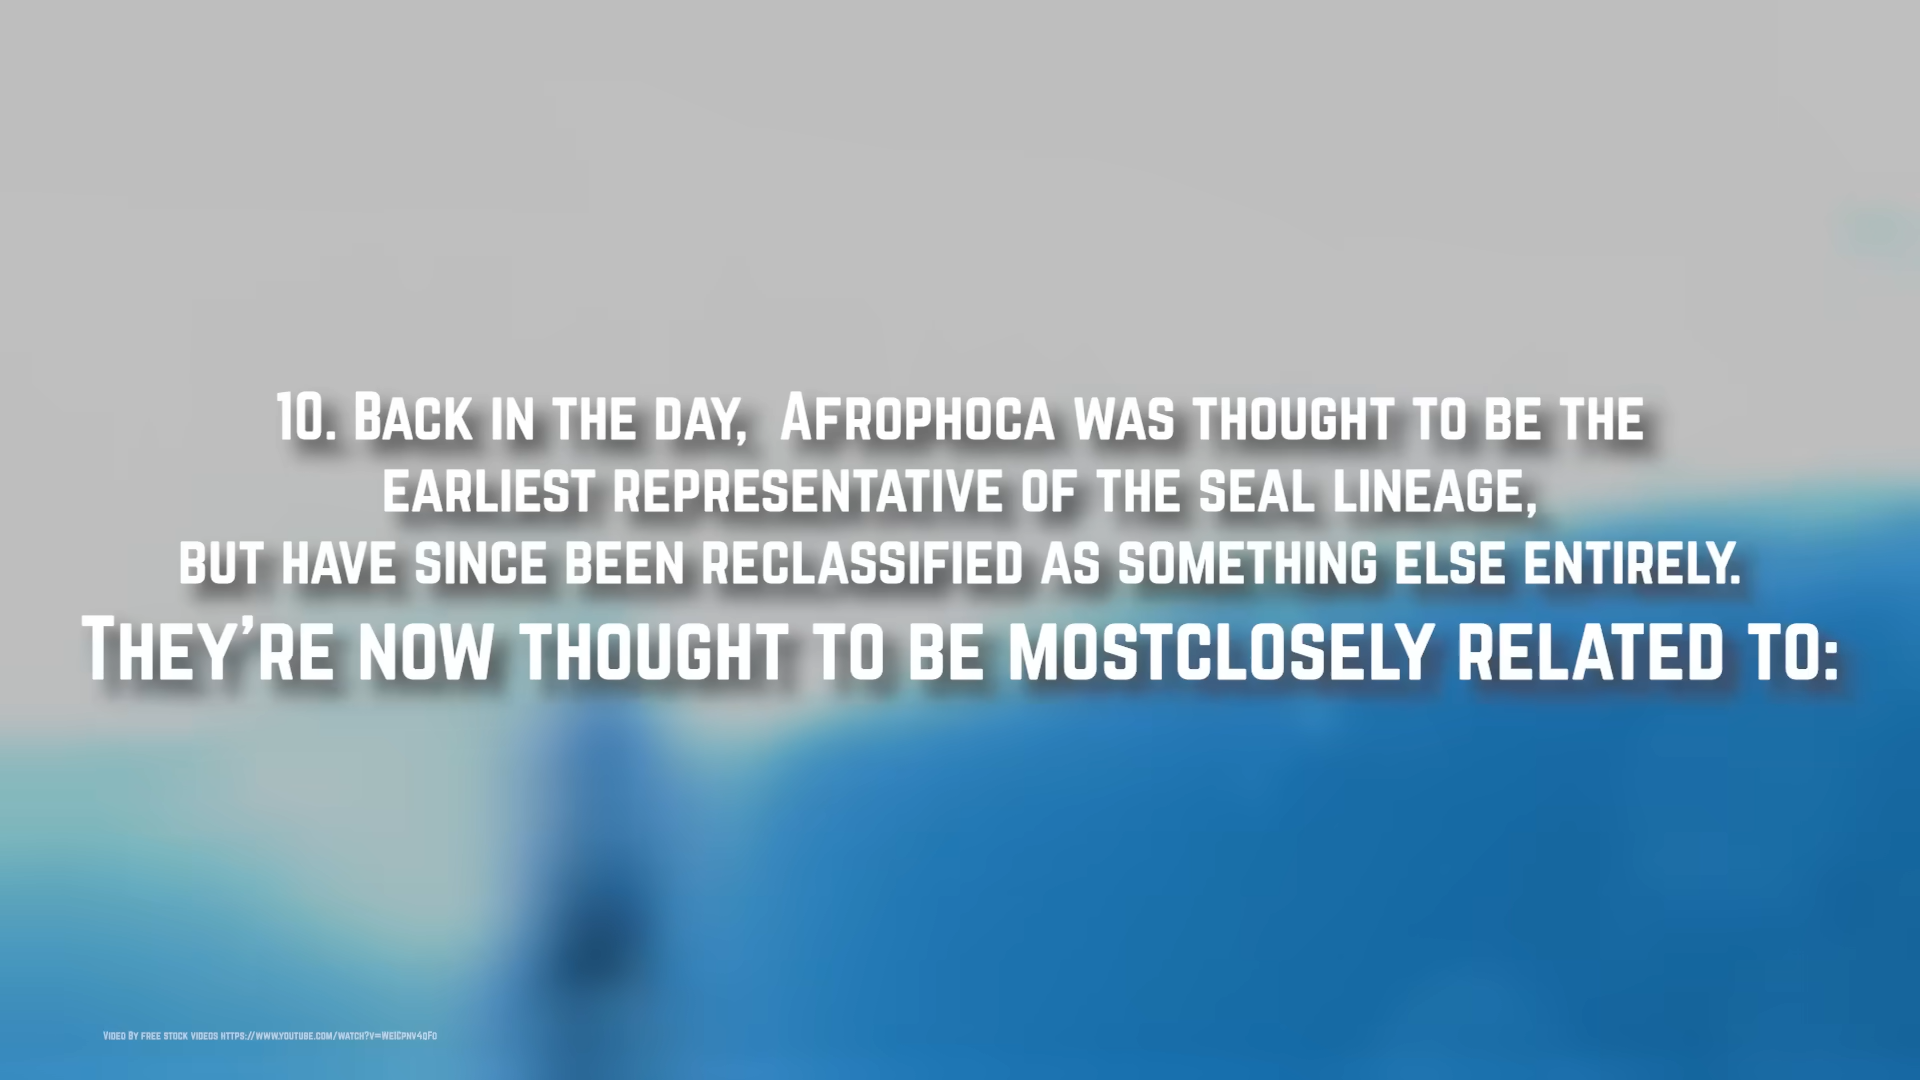 10. Back in the day,  Afrophoca was thought to be the
earliest representative of the seal lineage,
but have since been reclassified as something else entirely.
They're now thought to be mostclosely related to:
Video By free stock videos https://www.youtube.com/watch?v=WeICpnv4qFo